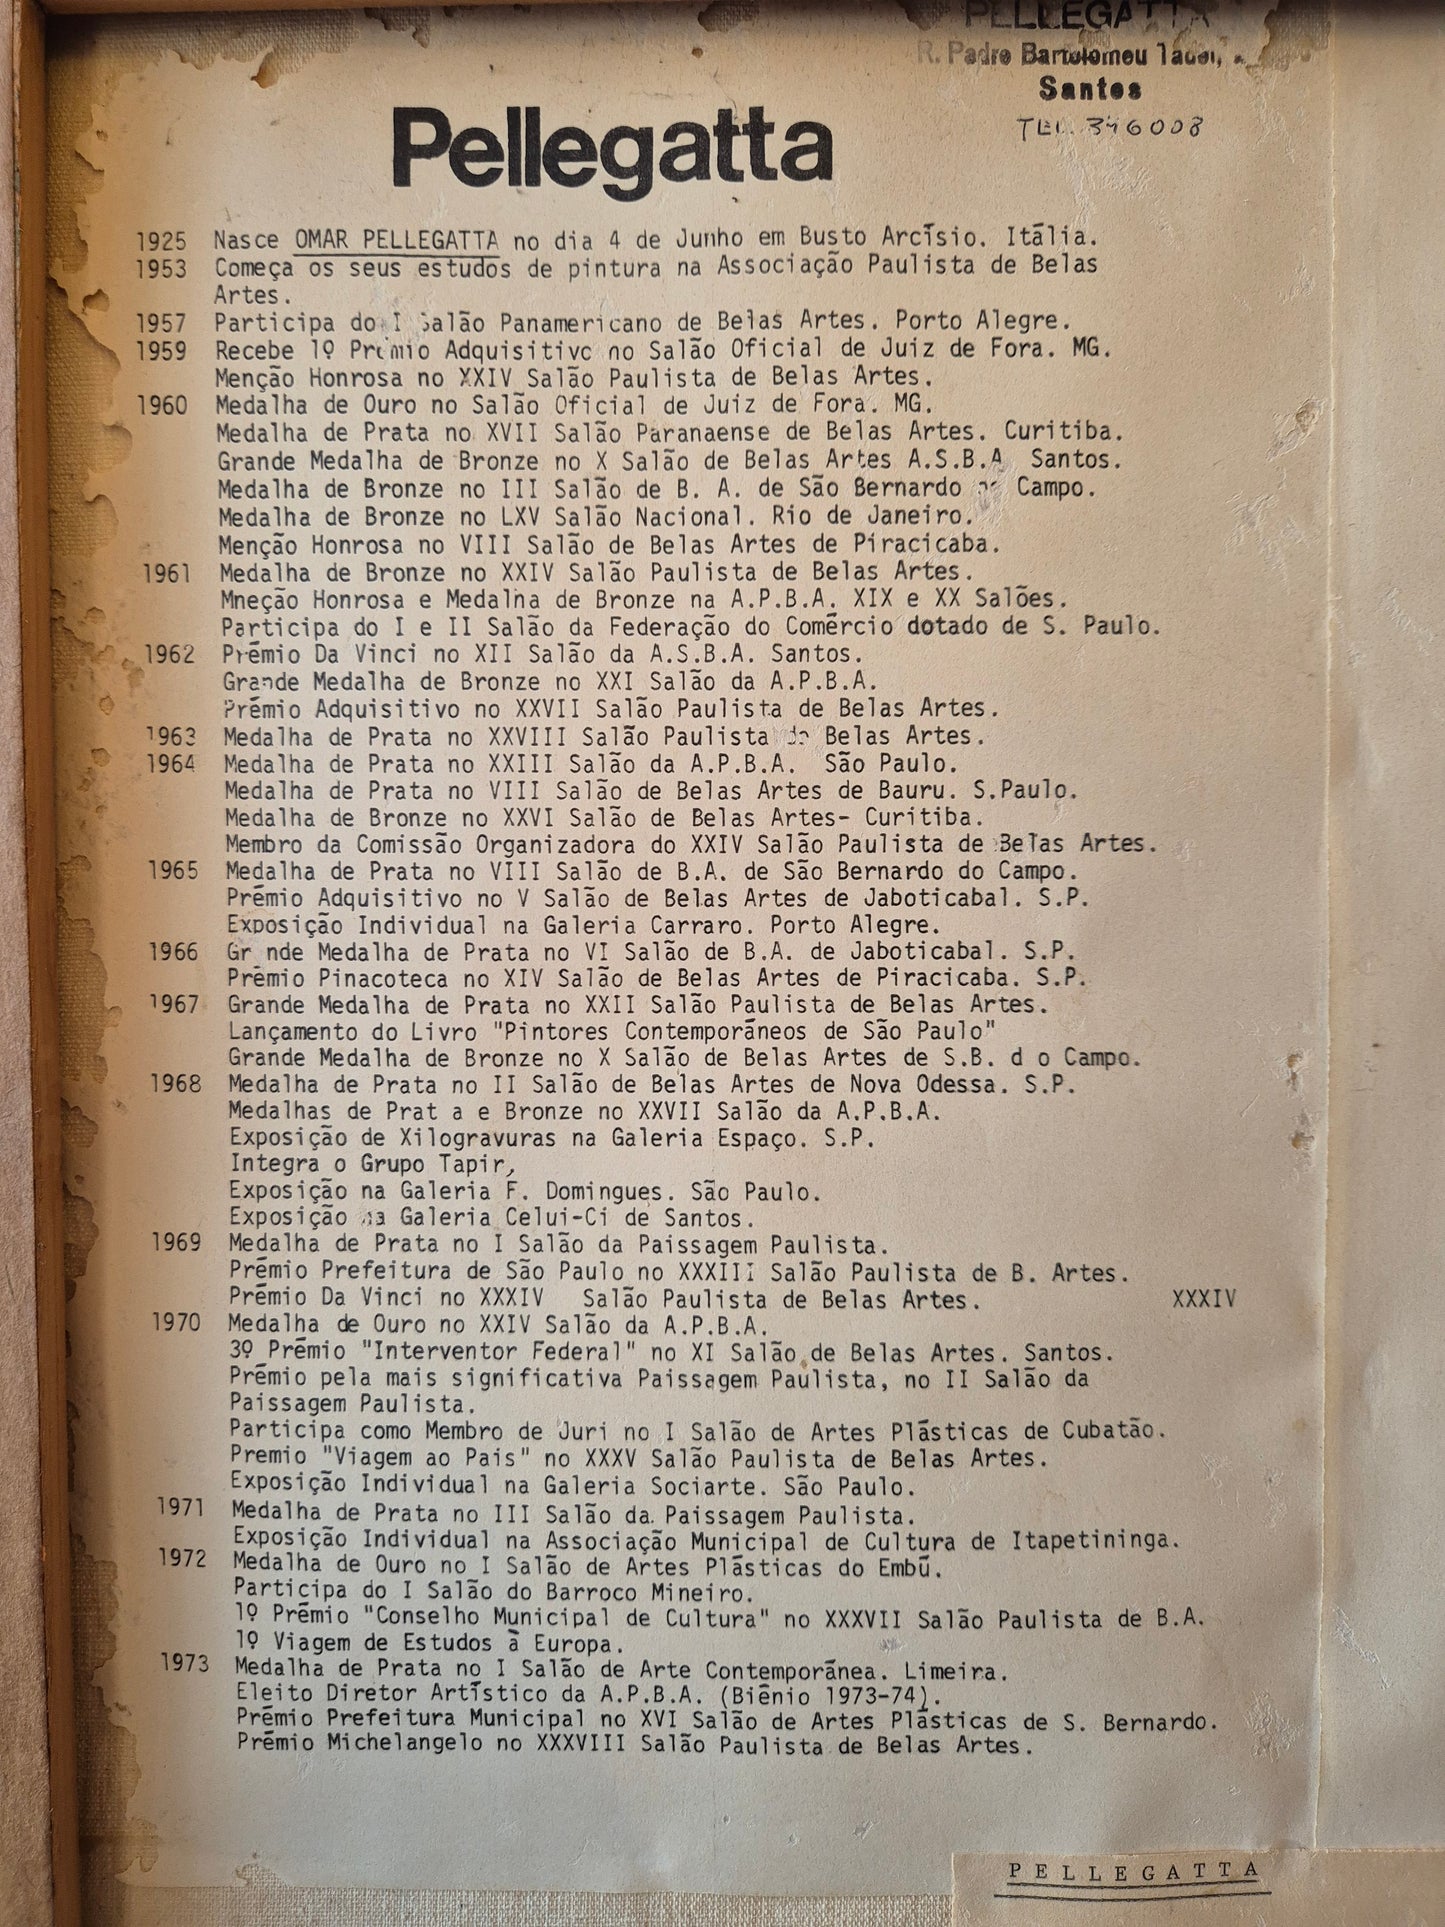 PELLEGATTA
R. Padre Bartolomeu Tadei,
Santos
TEL. 346008
Pellegatta
1925 Nasce OMAR PELLEGATTA no dia 4 de Junho em Busto Arcísio. Itália.
1953 Começa os seus estudos de pintura na Associação Paulista de Belas
Artes.
1957 Participa do I Salão Panamericano de Belas Artes. Porto Alegre.
1959 Recebe 1º Prêmio Adquisitivo no Salão Oficial de Juiz de Fora. MG.
Menção Honrosa no XXIV Salão Paulista de Belas Artes.
1960 Medalha de Ouro no Salão Oficial de Juiz de Fora. MG.
Medalha de Prata no XVII Salão Paranaense de Belas Artes. Curitiba.
Grande Medalha de Bronze no X Salão de Belas Artes A.S.B.A Santos.
Medalha de Bronze no III Salão de B. A. de São Bernardo Campo.
Medalha de Bronze no LXV Salão Nacional. Rio de Janeiro.
Menção Honrosa no VIII Salão de Belas Artes de Piracicaba.
1961 Medalha de Bronze no XXIV Salão Paulista de Belas Artes.
Mneção Honrosa e Medalha de Bronze na A.P.B.A. XIX e XX Salões.
Participa do I e II Salão da Federação do Comércio dotado de S. Paulo.
1962 Prêmio Da Vinci no XII Salão da A.S.B.A. Santos.
Grande Medalha de Bronze no XXI Salão da A.P.B.A.
Prêmio Adquisitivo no XXVII Salão Paulista de Belas Artes.
1963 Medalha de Prata no XXVIII Salão Paulista de Belas Artes.
1964 Medalha de Prata no XXIII Salão da A.P.B.A. São Paulo.
Medalha de Prata no VIII Salão de Belas Artes de Bauru. S.Paulo.
Medalha de Bronze no XXVI Salão de Belas Artes- Curitiba.
Membro da Comissão Organizadora do XXIV Salão Paulista de Belas Artes.
1965 Medalha de Prata no VIII Salão de B.A. de São Bernardo do Campo.
Prêmio Adquisitivo no V Salão de Belas Artes de Jaboticabal. S.P.
Exposição Individual na Galeria Carraro. Porto Alegre.
1966 Gr nde Medalha de Prata no VI Salão de B.A. de Jaboticabal. S.P.
Prêmio Pinacoteca no XIV Salão de Belas Artes de Piracicaba. S.P.
1967 Grande Medalha de Prata no XXII Salão Paulista de Belas Artes.
Lançamento do Livro "Pintores Contemporâneos de São Paulo"
Grande Medalha de Bronze no X Salão de Belas Artes de S.B. d o Campo.
1968 Medalha de Prata no II Salão de Belas Artes de Nova Odessa. S.P.
Medalhas de Prat a e Bronze no XXVII Salão da A.P.B.A.
Exposição de Xilogravuras na Galeria Espaço. S.P.
Integra o Grupo Tapir,
Exposição na Galeria F. Domingues. São Paulo.
Exposição na Galeria Celui-Ci de Santos.
1969 Medalha de Prata no I Salão da Paissagem Paulista.
Prêmio Prefeitura de São Paulo no XXXIII Salão Paulista de B. Artes.
Prêmio Da Vinci no XXXIV Salão Paulista de Belas Artes. XXXIV
1970 Medalha de Ouro no XXIV Salão da A.P.B.A.
3º Prêmio "Interventor Federal" no XI Salão de Belas Artes. Santos.
Prêmio pela mais significativa Paissagem Paulista, no II Salão da
Paissagem Paulista.
Participa como Membro de Juri no I Salão de Artes Plásticas de Cubatão.
Premio "Viagem ao Pais" no XXXV Salão Paulista de Belas Artes.
Exposição Individual na Galeria Sociarte. São Paulo.
1971 Medalha de Prata no III Salão da Paissagem Paulista.
Exposição Individual na Associação Municipal de Cultura de Itapetininga.
1972 Medalha de Ouro no I Salão de Artes Plásticas do Embú.
Participa do I Salão do Barroco Mineiro.
1º Prêmio "Conselho Municipal de Cultura" no XXXVII Salão Paulista de B.A.
1º Viagem de Estudos à Europa.
1973 Medalha de Prata no I Salão de Arte Contemporânea. Limeira.
Eleito Diretor Artístico da A.P.B.A. (Biênio 1973-74).
Prêmio Prefeitura Municipal no XVI Salão de Artes Plásticas de S. Bernardo.
Prêmio Michelangelo no XXXVIII Salão Paulista de Belas Artes.
PELLEGATTA